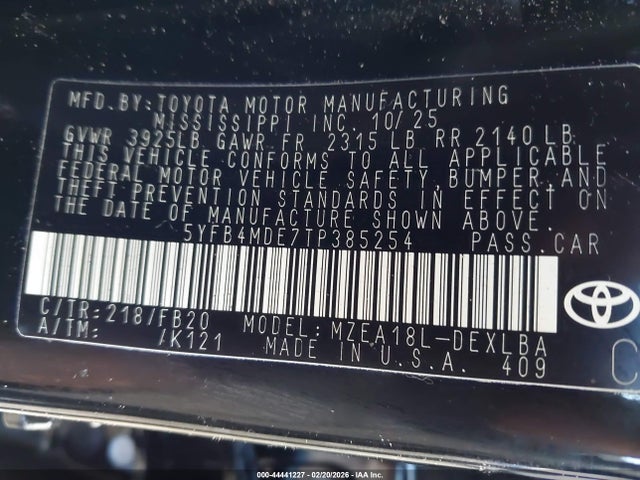 MFD.BY:TOYOTA MOTOR MANUFACTURING
MISSISSIPPI INC. 10/25
GVWR 3925LB GAWR FR 2315 LB RR 2140 LB
THIS VEHICLE CONFORMS TO ALL APPLICABLE
FEDERAL MOTOR VEHICLE SAFETY,BUMPER,AND
THEFT PREVENTION STANDARDS IN EFFECT ON
THE DATE OF MANUFACTURE SHOWN ABOVE.
5YFB4MDE7TP385254 PASS.CAR
C/TR:218/FB20 MODEL:MZEA18L-DEXLBA
A/TM: /K121 MADE IN U.S.A. 409
C
000-44441227 - 02/20/2026 - IAA Inc.